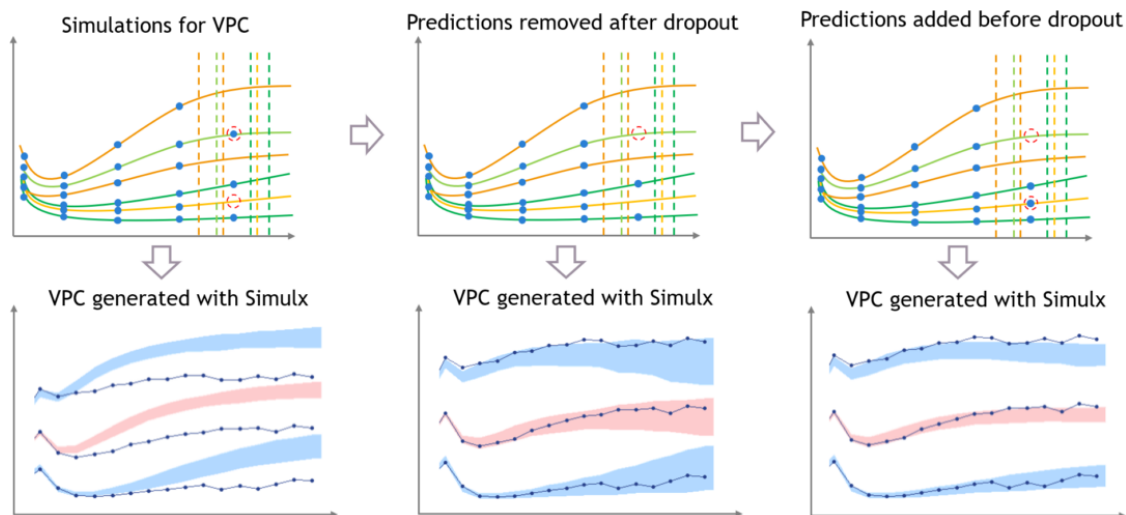 Simulations for VPC
Predictions removed after dropout
Predictions added before dropout
VPC generated with Simulx
VPC generated with Simulx
VPC generated with Simulx